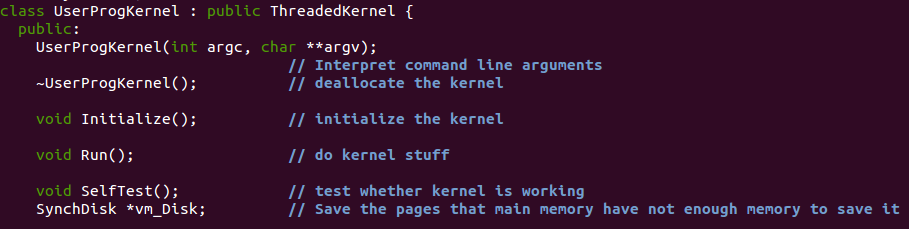 class UserProgKernel : public ThreadedKernel {
  public:
    UserProgKernel(int argc, char **argv);
                                // Interpret command line arguments
    ~UserProgKernel();          // deallocate the kernel

    void Initialize();          // initialize the kernel

    void Run();                 // do kernel stuff

    void SelfTest();            // test whether kernel is working
    SynchDisk *vm_Disk;         // Save the pages that main memory have not enough memory to save it